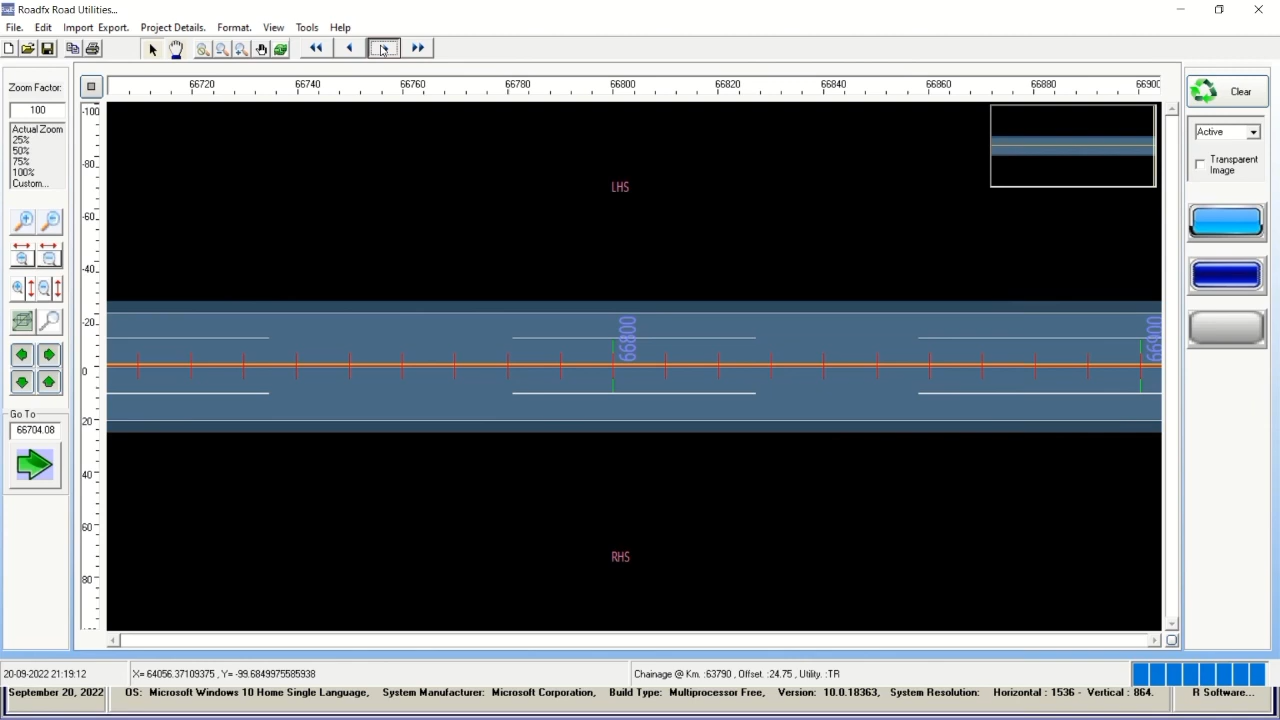 Roadfx Road Utilities...
File. Edit Import Export. Project Details. Format. View Tools Help
Zoom Factor:
100
Actual Zoom
25%
50%
75%
100%
Custom...
Go To
66704.08
66720 66740 66760 66780 66800 66820 66840 66860 66880 66900
-100
-80
-60
-40
-20
0
20
40
60
80
LHS
66800
66900
RHS
Clear
Active
Transparent
Image
20-09-2022 21:19:12 X= 64056.37109375 , Y= -99.6849975585938 Chainage @ Km. :63790 , Offset. :24.75 , Utility. :TR
September 20, 2022 OS: Microsoft Windows 10 Home Single Language, System Manufacturer: Microsoft Corporation, Build Type: Multiprocessor Free, Version: 10.0.18363, System Resolution: Horizontal : 1536 - Vertical : 864. R Software...